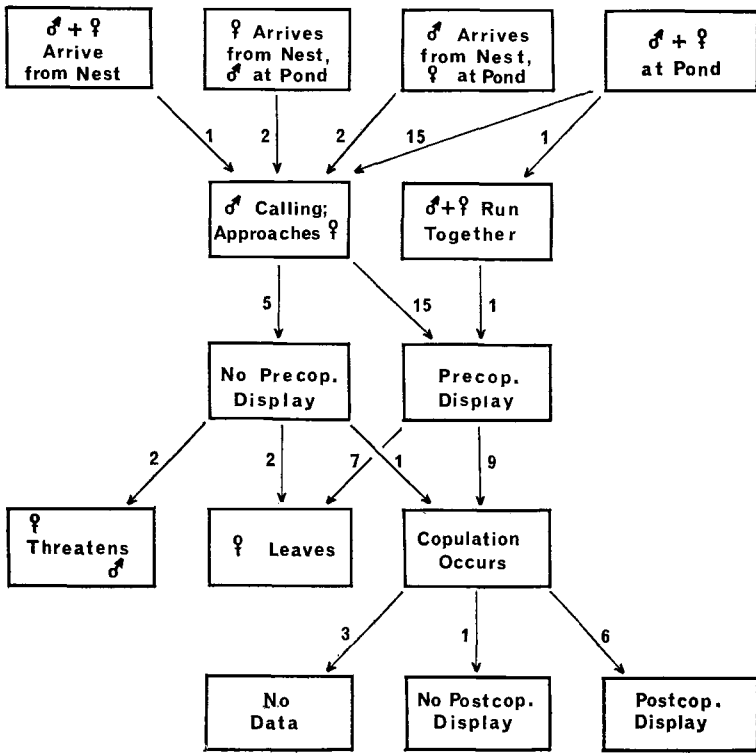 ♂ + ♀
Arrive
from Nest
♀ Arrives
from Nest,
♂ at Pond
♂ Arrives
from Nest,
♀ at Pond
♂ + ♀
at Pond
1
2
2
15
1
♂ Calling;
Approaches ♀
♂+♀ Run
Together
5
15
1
No Precop.
Display
Precop.
Display
2
2
7
1
9
♀
Threatens
♂
♀ Leaves
Copulation
Occurs
3
1
6
No
Data
No Postcop.
Display
Postcop.
Display